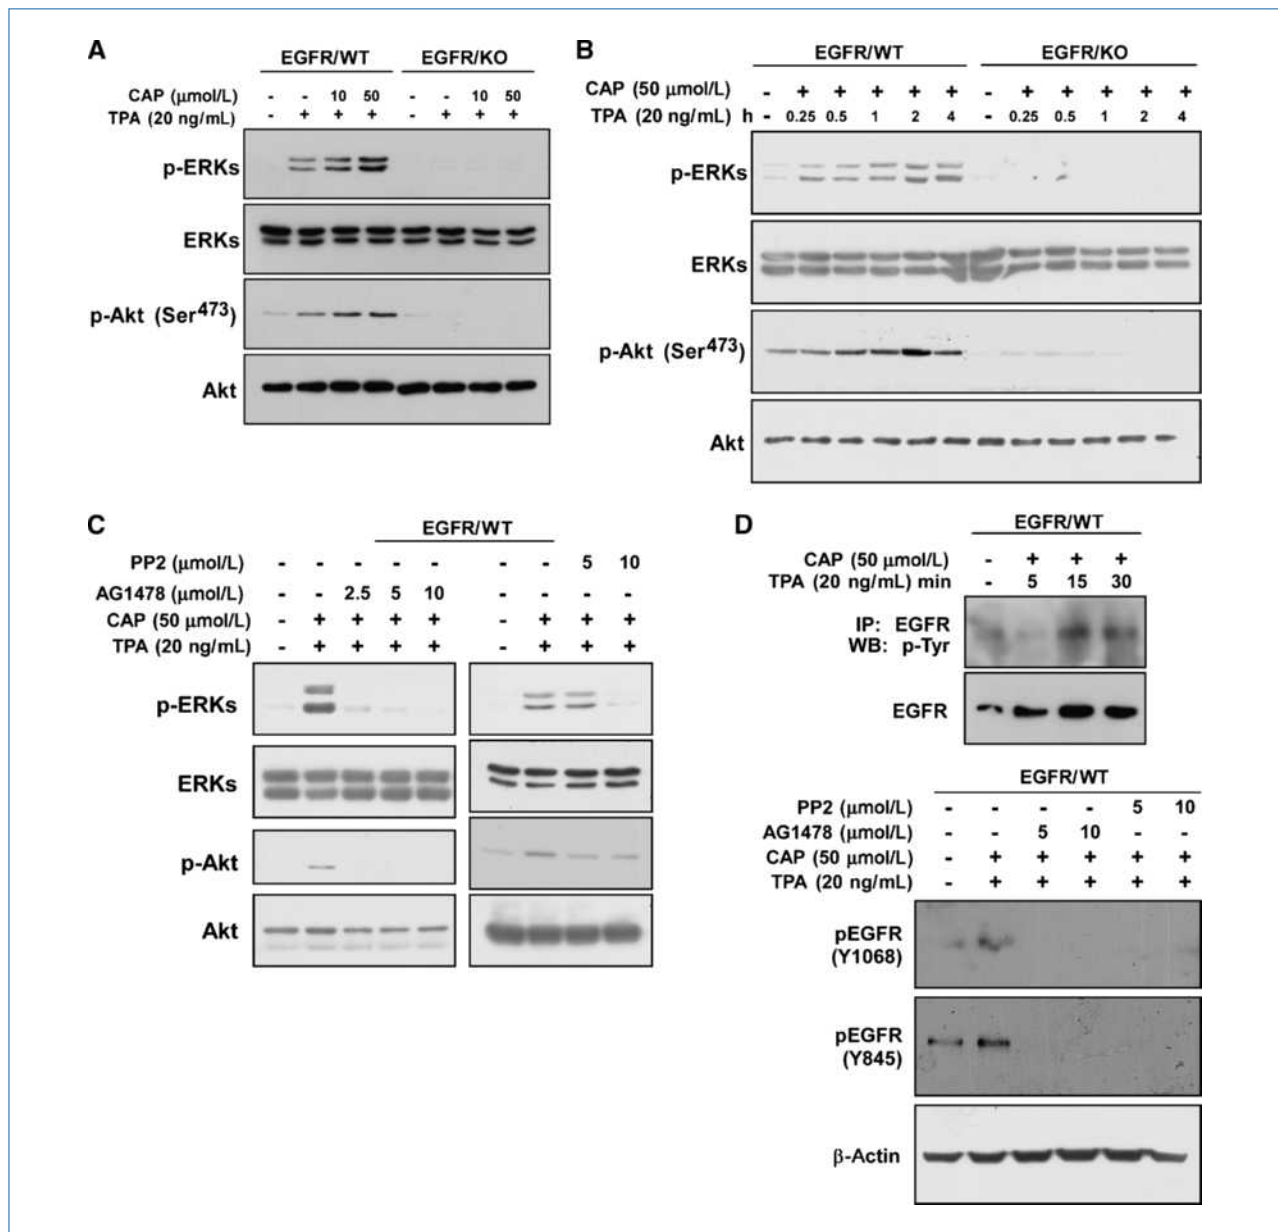 A
EGFR/WT EGFR/KO
CAP (μmol/L) - - 10 50 - - 10 50
TPA (20 ng/mL) - + + + - + + +
p-ERKs
ERKs
p-Akt (Ser473)
Akt
B
EGFR/WT EGFR/KO
CAP (50 μmol/L) - + + + + + - + + + + +
TPA (20 ng/mL) h - 0.25 0.5 1 2 4 - 0.25 0.5 1 2 4
p-ERKs
ERKs
p-Akt (Ser473)
Akt
C
EGFR/WT
PP2 (μmol/L) - - - - - - - 5 10
AG1478 (μmol/L) - - 2.5 5 10 - - - -
CAP (50 μmol/L) - + + + + - + + +
TPA (20 ng/mL) - + + + + - + + +
p-ERKs
ERKs
p-Akt
Akt
D
EGFR/WT
CAP (50 μmol/L) - + + +
TPA (20 ng/mL) min - 5 15 30
IP: EGFR
WB: p-Tyr
EGFR
EGFR/WT
PP2 (μmol/L) - - - - 5 10
AG1478 (μmol/L) - - 5 10 - -
CAP (50 μmol/L) - + + + + +
TPA (20 ng/mL) - + + + + +
pEGFR
(Y1068)
pEGFR
(Y845)
β-Actin